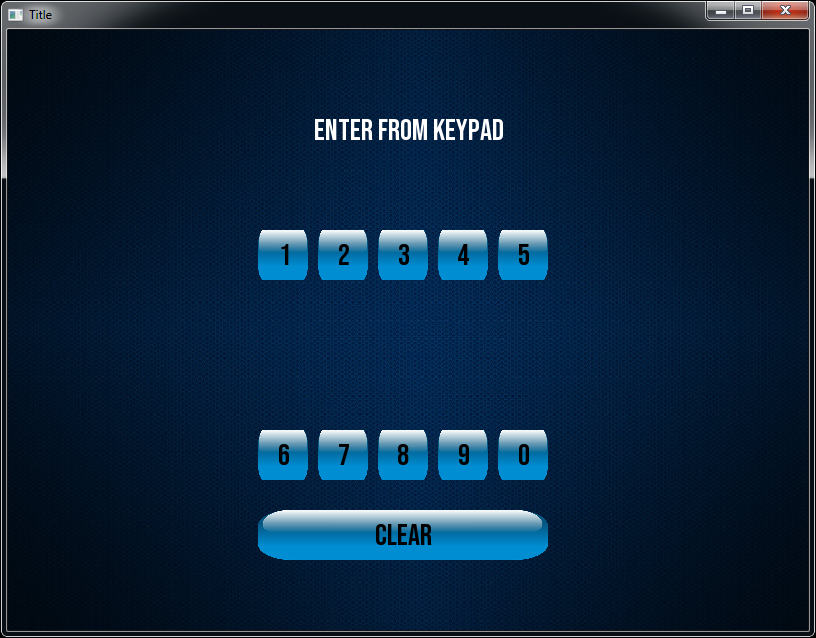 Title
ENTER FROM KEYPAD
1 2 3 4 5
6 7 8 9 0
CLEAR